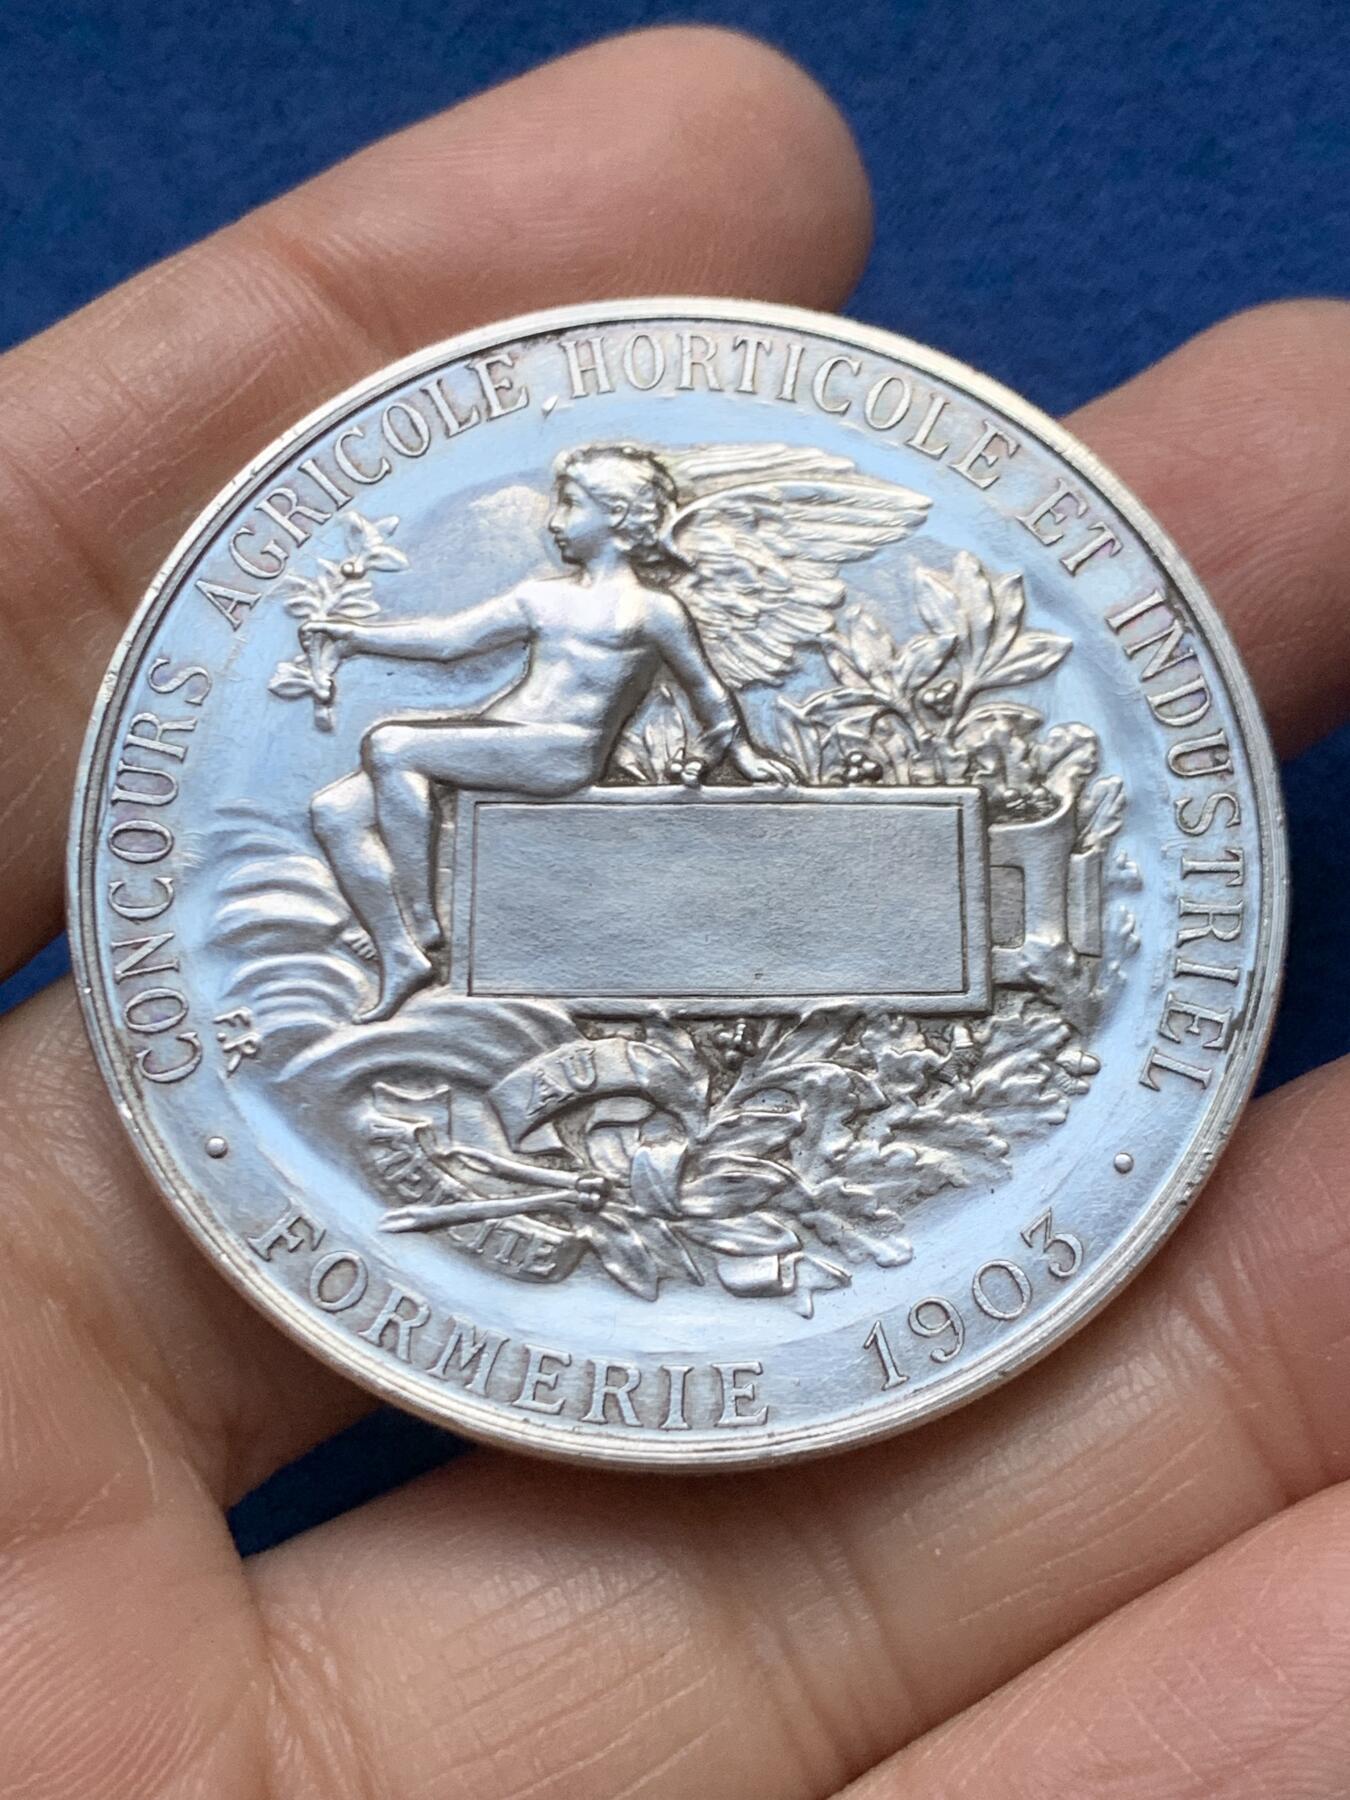 CONCOURS AGRICOLE, HORTICOLE ET INDUSTRIEL
F.R.
AU
MERITE
• FORMERIE 1903 •